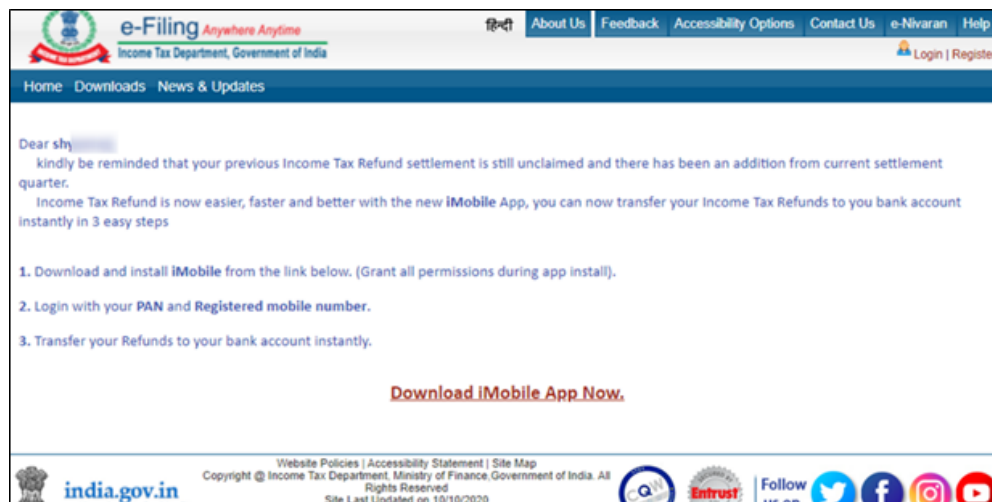 e-Filing Anywhere Anytime
Income Tax Department, Government of India
हिन्दी About Us Feedback Accessibility Options Contact Us e-Nivaran Help
Login | Registe
Home Downloads News & Updates
Dear shy
kindly be reminded that your previous Income Tax Refund settlement is still unclaimed and there has been an addition from current settlement
quarter.
Income Tax Refund is now easier, faster and better with the new iMobile App, you can now transfer your Income Tax Refunds to you bank account
instantly in 3 easy steps
1. Download and install iMobile from the link below. (Grant all permissions during app install).
2. Login with your PAN and Registered mobile number.
3. Transfer your Refunds to your bank account instantly.
Download iMobile App Now.
Website Policies | Accessibility Statement | Site Map
Copyright @ Income Tax Department, Ministry of Finance,Government of India. All
Rights Reserved
Site Last Updated on 10/10/2020
india.gov.in
CQW
Entrust
Follow
us on